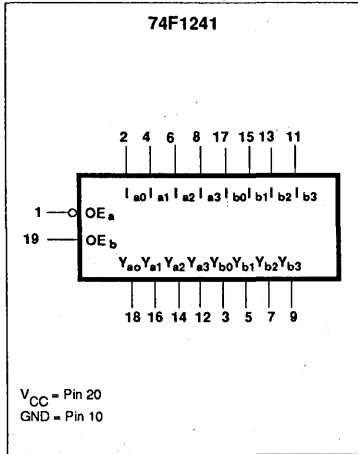 74F1241
2 4 6 8 17 15 13 11
Ia0 Ia1 Ia2 Ia3 Ib0 Ib1 Ib2 Ib3
1 OEa
19 OEb
Yao Ya1 Ya2 Ya3 Yb0 Yb1 Yb2 Yb3
18 16 14 12 3 5 7 9
VCC = Pin 20
GND = Pin 10